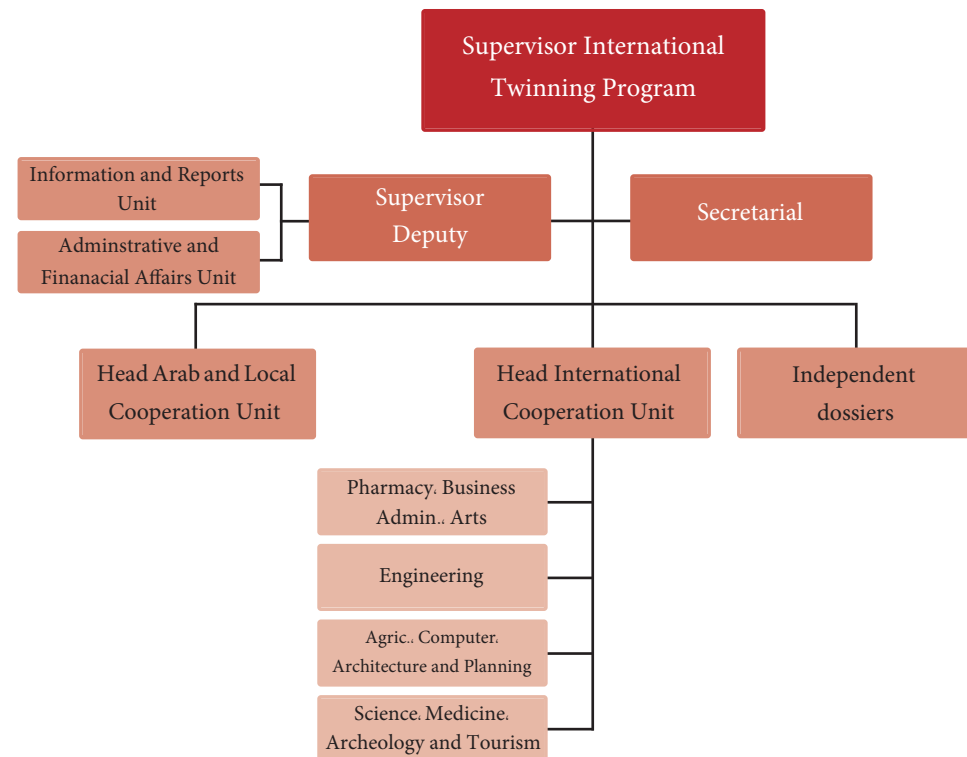 Supervisor International
Twinning Program
Information and Reports
Unit
Supervisor
Deputy
Secretarial
Adminstrative and
Finanacial Affairs Unit
Head Arab and Local
Cooperation Unit
Head International
Cooperation Unit
Independent
dossiers
Pharmacy، Business
Admin.، Arts
Engineering
Agric.، Computer،
Architecture and Planning
Science، Medicine،
Archeology and Tourism